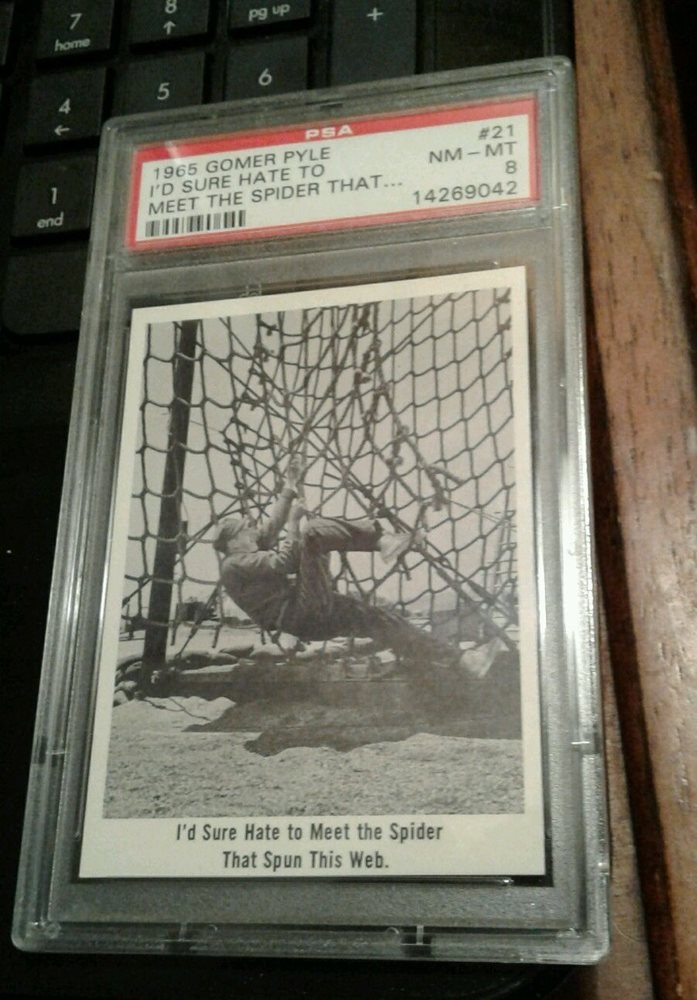 7
home
8
↑
pg up
+
4
←
5
6
1
end
PSA
1965 GOMER PYLE #21
I'D SURE HATE TO NM - MT
MEET THE SPIDER THAT... 8
14269042
I'd Sure Hate to Meet the Spider
That Spun This Web.